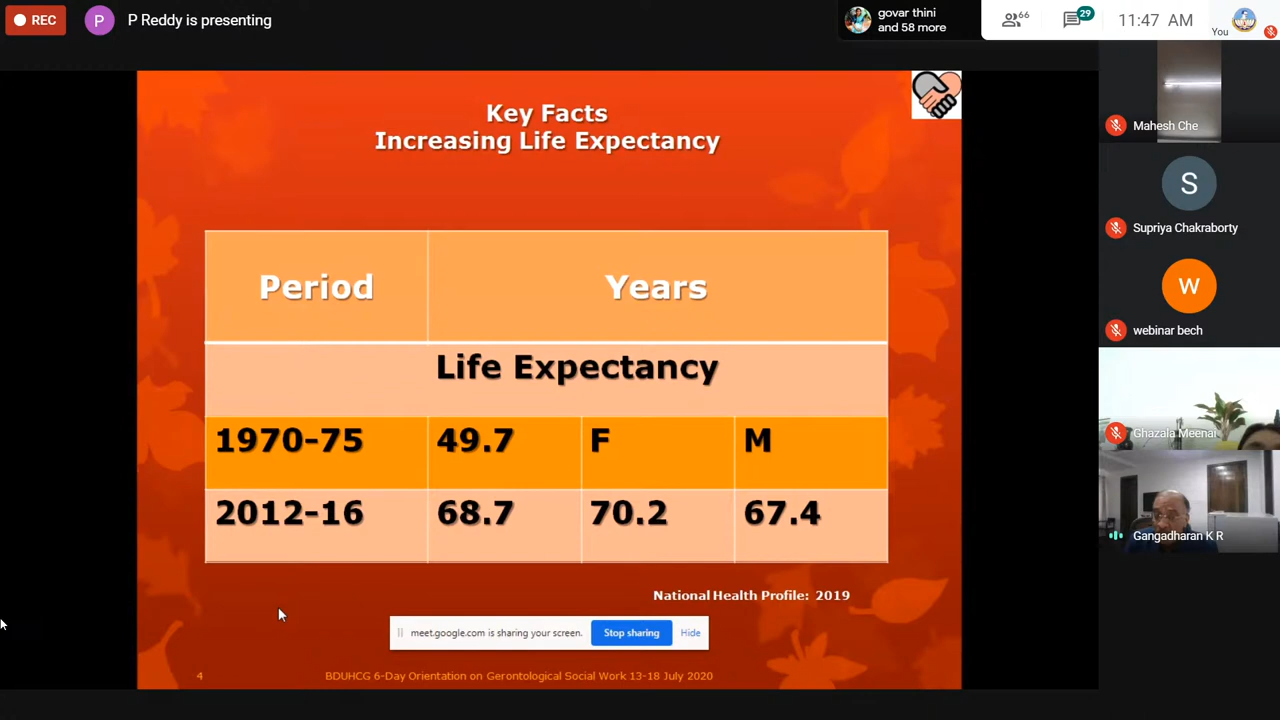 REC
P
P Reddy is presenting
govar thini
and 58 more
66
29
11:47 AM
You
Key Facts
Increasing Life Expectancy
Period
Years
Life Expectancy
1970-75
49.7
F
M
2012-16
68.7
70.2
67.4
National Health Profile: 2019
meet.google.com is sharing your screen.
Stop sharing
Hide
4
BDUHCG 6-Day Orientation on Gerontological Social Work 13-18 July 2020
Mahesh Che
S
Supriya Chakraborty
W
webinar bech
Ghazala Meenai
Gangadharan K R